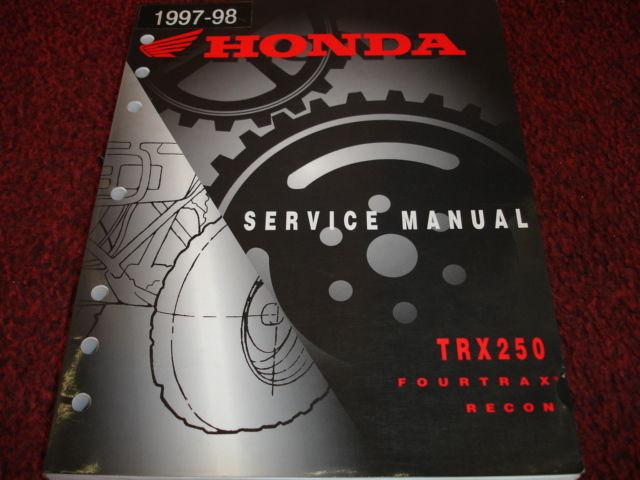 1997-98
HONDA
SERVICE MANUAL
TRX250
FOURTRAX
RECON